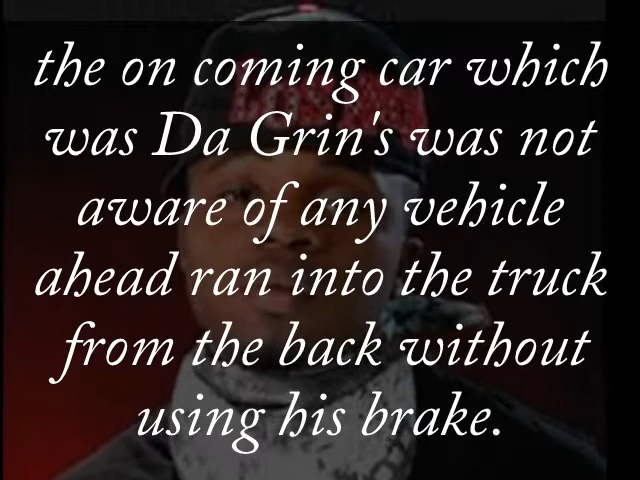 the on coming car which
was Da Grin's was not
aware of any vehicle
ahead ran into the truck
from the back without
using his brake.